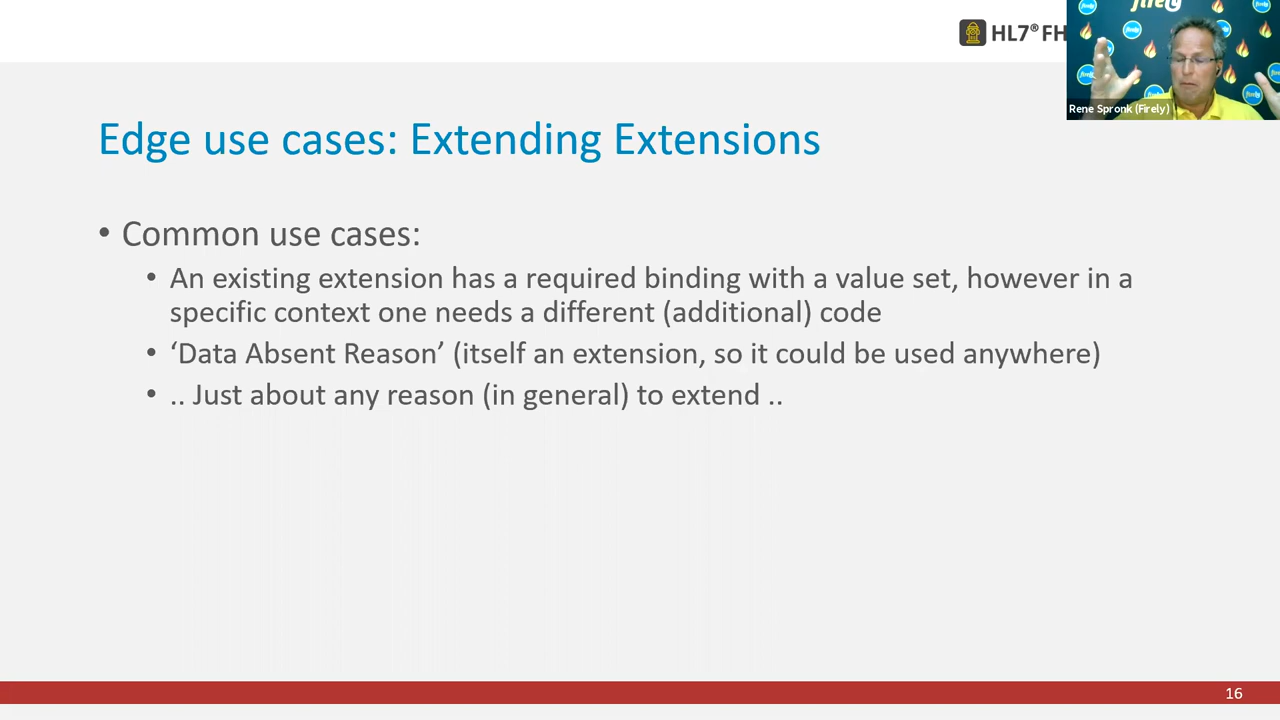 HL7® FH
firely
Rene Spronk (Firely)
Edge use cases: Extending Extensions
• Common use cases:
• An existing extension has a required binding with a value set, however in a
specific context one needs a different (additional) code
• ‘Data Absent Reason’ (itself an extension, so it could be used anywhere)
• .. Just about any reason (in general) to extend ..
16